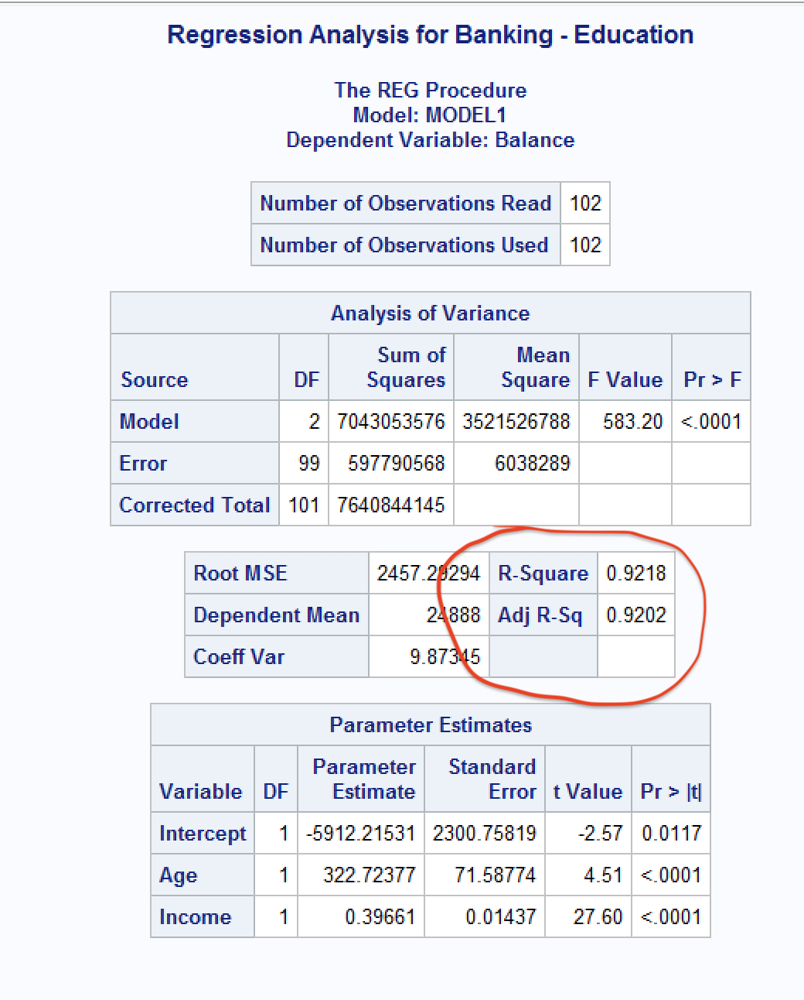 Regression Analysis for Banking - Education
The REG Procedure
Model: MODEL1
Dependent Variable: Balance
Number of Observations Read 102
Number of Observations Used 102
Analysis of Variance
Source DF Sum of Squares Mean Square F Value Pr > F
Model 2 7043053576 3521526788 583.20 <.0001
Error 99 597790568 6038289
Corrected Total 101 7640844145
Root MSE 2457.29294 R-Square 0.9218
Dependent Mean 24888 Adj R-Sq 0.9202
Coeff Var 9.87345
Parameter Estimates
Variable DF Parameter Estimate Standard Error t Value Pr > |t|
Intercept 1 -5912.21531 2300.75819 -2.57 0.0117
Age 1 322.72377 71.58774 4.51 <.0001
Income 1 0.39661 0.01437 27.60 <.0001